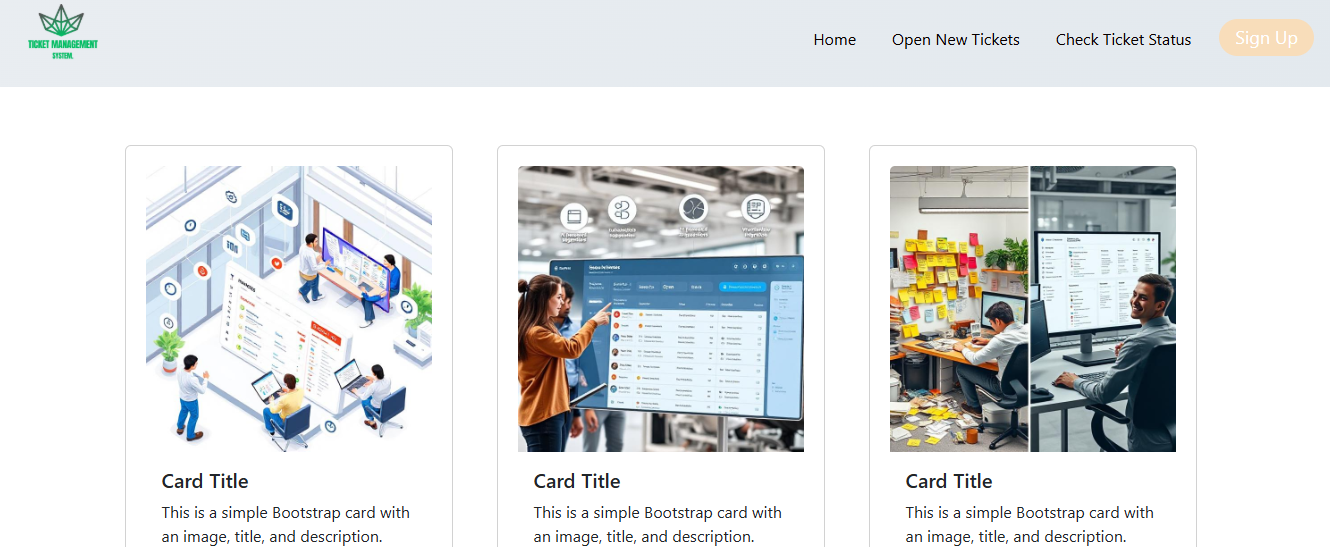 TICKET MANAGEMENT
SYSTEM.
Home
Open New Tickets
Check Ticket Status
Sign Up
Card Title
This is a simple Bootstrap card with
an image, title, and description.
Card Title
This is a simple Bootstrap card with
an image, title, and description.
Card Title
This is a simple Bootstrap card with
an image, title, and description.